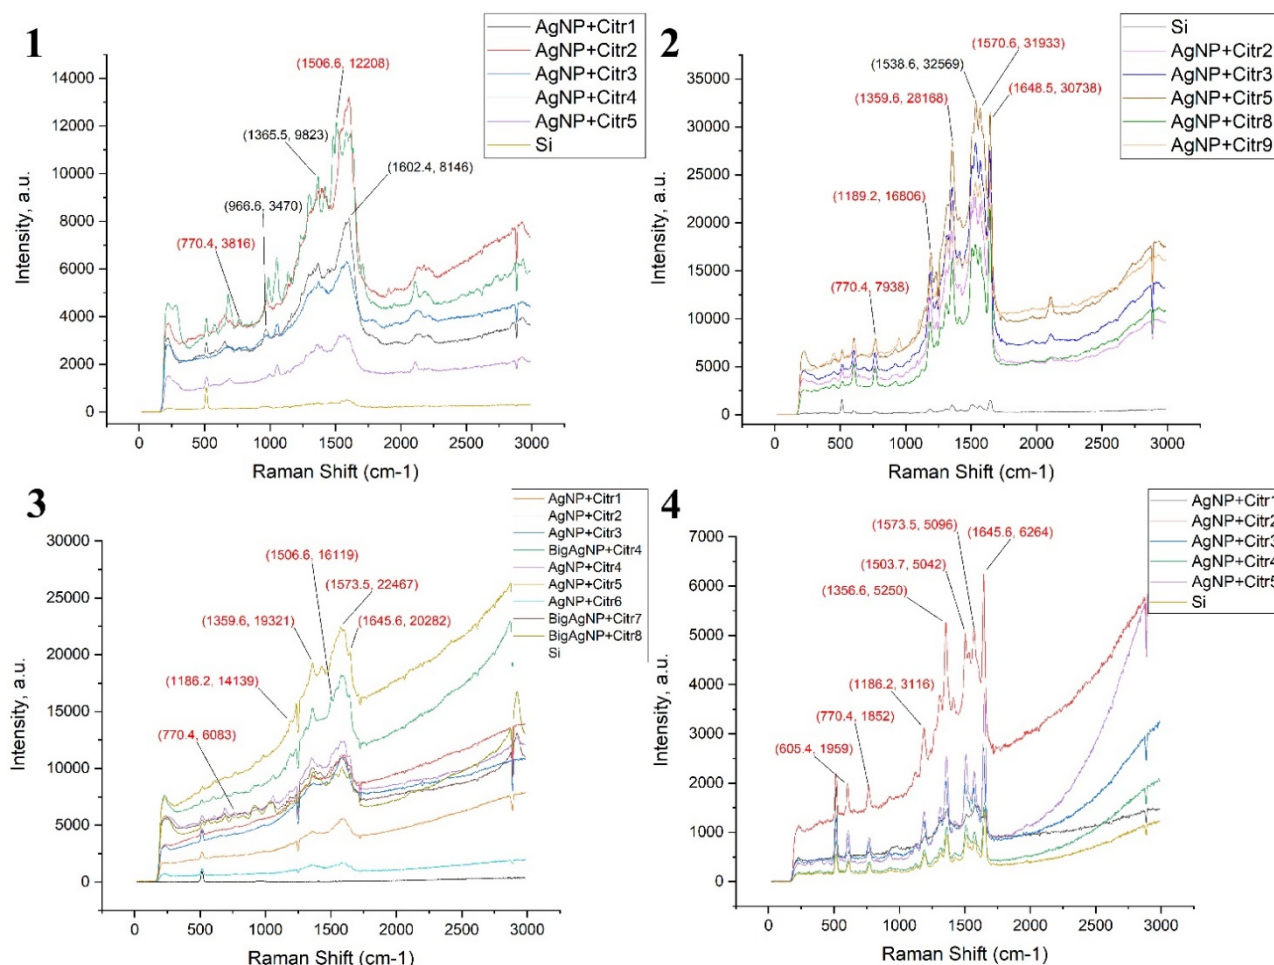 1
AgNP+Citr1
AgNP+Citr2
AgNP+Citr3
AgNP+Citr4
AgNP+Citr5
Si
(1506.6, 12208)
(1365.5, 9823)
(1602.4, 8146)
(966.6, 3470)
(770.4, 3816)
14000
12000
10000
8000
6000
4000
2000
0
Intensity, a.u.
0 500 1000 1500 2000 2500 3000
Raman Shift (cm-1)
2
Si
AgNP+Citr2
AgNP+Citr3
AgNP+Citr5
AgNP+Citr8
AgNP+Citr9
(1570.6, 31933)
(1538.6, 32569)
(1648.5, 30738)
(1359.6, 28168)
(1189.2, 16806)
(770.4, 7938)
35000
30000
25000
20000
15000
10000
5000
0
Intensity, a.u.
0 500 1000 1500 2000 2500 3000
Raman Shift (cm-1)
3
AgNP+Citr1
AgNP+Citr2
AgNP+Citr3
BigAgNP+Citr4
AgNP+Citr4
AgNP+Citr5
AgNP+Citr6
BigAgNP+Citr7
BigAgNP+Citr8
Si
(1506.6, 16119)
(1573.5, 22467)
(1359.6, 19321)
(1645.6, 20282)
(1186.2, 14139)
(770.4, 6083)
30000
25000
20000
15000
10000
5000
0
Intensity, a.u.
0 500 1000 1500 2000 2500 3000
Raman Shift (cm-1)
4
AgNP+Citr1
AgNP+Citr2
AgNP+Citr3
AgNP+Citr4
AgNP+Citr5
Si
(1573.5, 5096)
(1645.6, 6264)
(1503.7, 5042)
(1356.6, 5250)
(1186.2, 3116)
(770.4, 1852)
(605.4, 1959)
7000
6000
5000
4000
3000
2000
1000
0
Intensity, a.u.
0 500 1000 1500 2000 2500 3000
Raman Shift (cm-1)